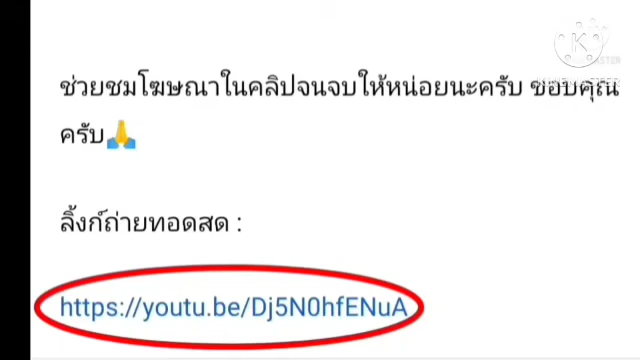 ช่วยชมโฆษณาในคลิปจนจบให้หน่อยนะครับ ขอบคุณ
ครับ🙏
ลิ้งก์ถ่ายทอดสด :
https://youtu.be/Dj5N0hfENuA
K
KINEMASTER